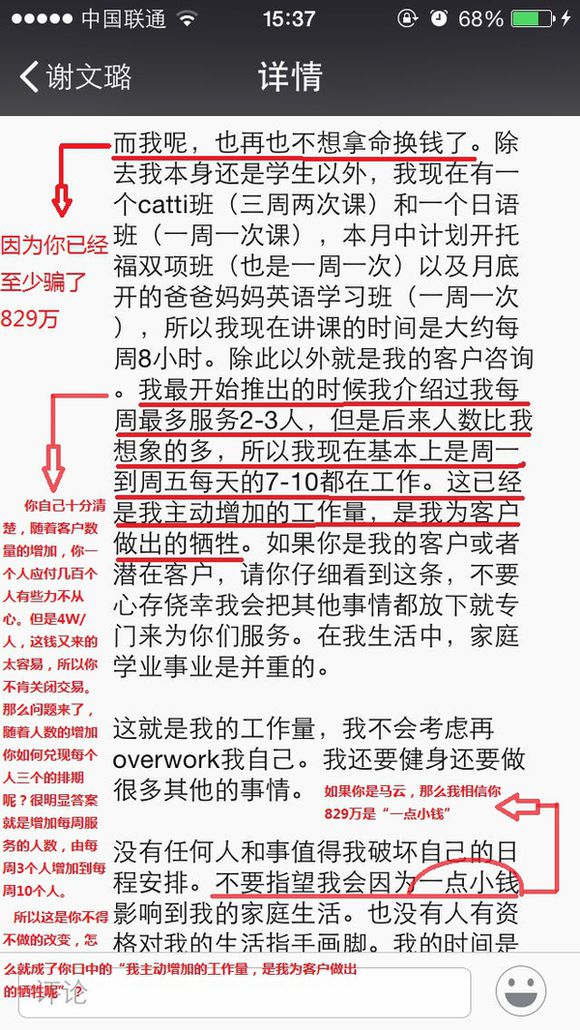 中国联通 15:37 68%
谢文璐 详情
而我呢，也再也不想拿命换钱了。除
去我本身还是学生以外，我现在有一
个catti班（三周两次课）和一个日语
班（一周一次课），本月中计划开托
福双项班（也是一周一次）以及月底
开的爸爸妈妈英语学习班（一周一次
），所以我现在讲课的时间是大约每
周8小时。除此以外就是我的客户咨询
。我最开始推出的时候我介绍过我每
周最多服务2-3人，但是后来人数比我
想象的多，所以我现在基本上是周一
到周五每天的7-10都在工作。这已经
是我主动增加的工作量，是我为客户
做出的牺牲。如果你是我的客户或者
潜在客户，请你仔细看到这条，不要
心存侥幸我会把其他事情都放下就专
门来为你们服务。在我生活中，家庭
学业事业是并重的。
这就是我的工作量，我不会考虑再
overwork我自己。我还要健身还要做
很多其他的事情。
没有任何人和事值得我破坏自己的日
程安排。不要指望我会因为一点小钱
影响到我的家庭生活。也没有人有资
格对我的生活指手画脚。我的时间是
评论
因为你已经
至少骗了
829万
你自己十分清
楚，随着客户数
量的增加，你一
个人应付几百个
人有些力不从
心。但是4W/
人，这钱又来的
太容易，所以你
不肯关闭交易。
那么问题来了，
随着人数的增加
你如何兑现每个
人三个的排期
呢？很明显答案
就是增加每周服
务的人数，由每
周3个人增加到每
周10个人。
所以这是你不得
不做的改变，怎
么就成了你口中的“我主动增加的工作量，是我为客户做出
的牺牲呢”？
如果你是马云，那么我相信你
829万是“一点小钱”